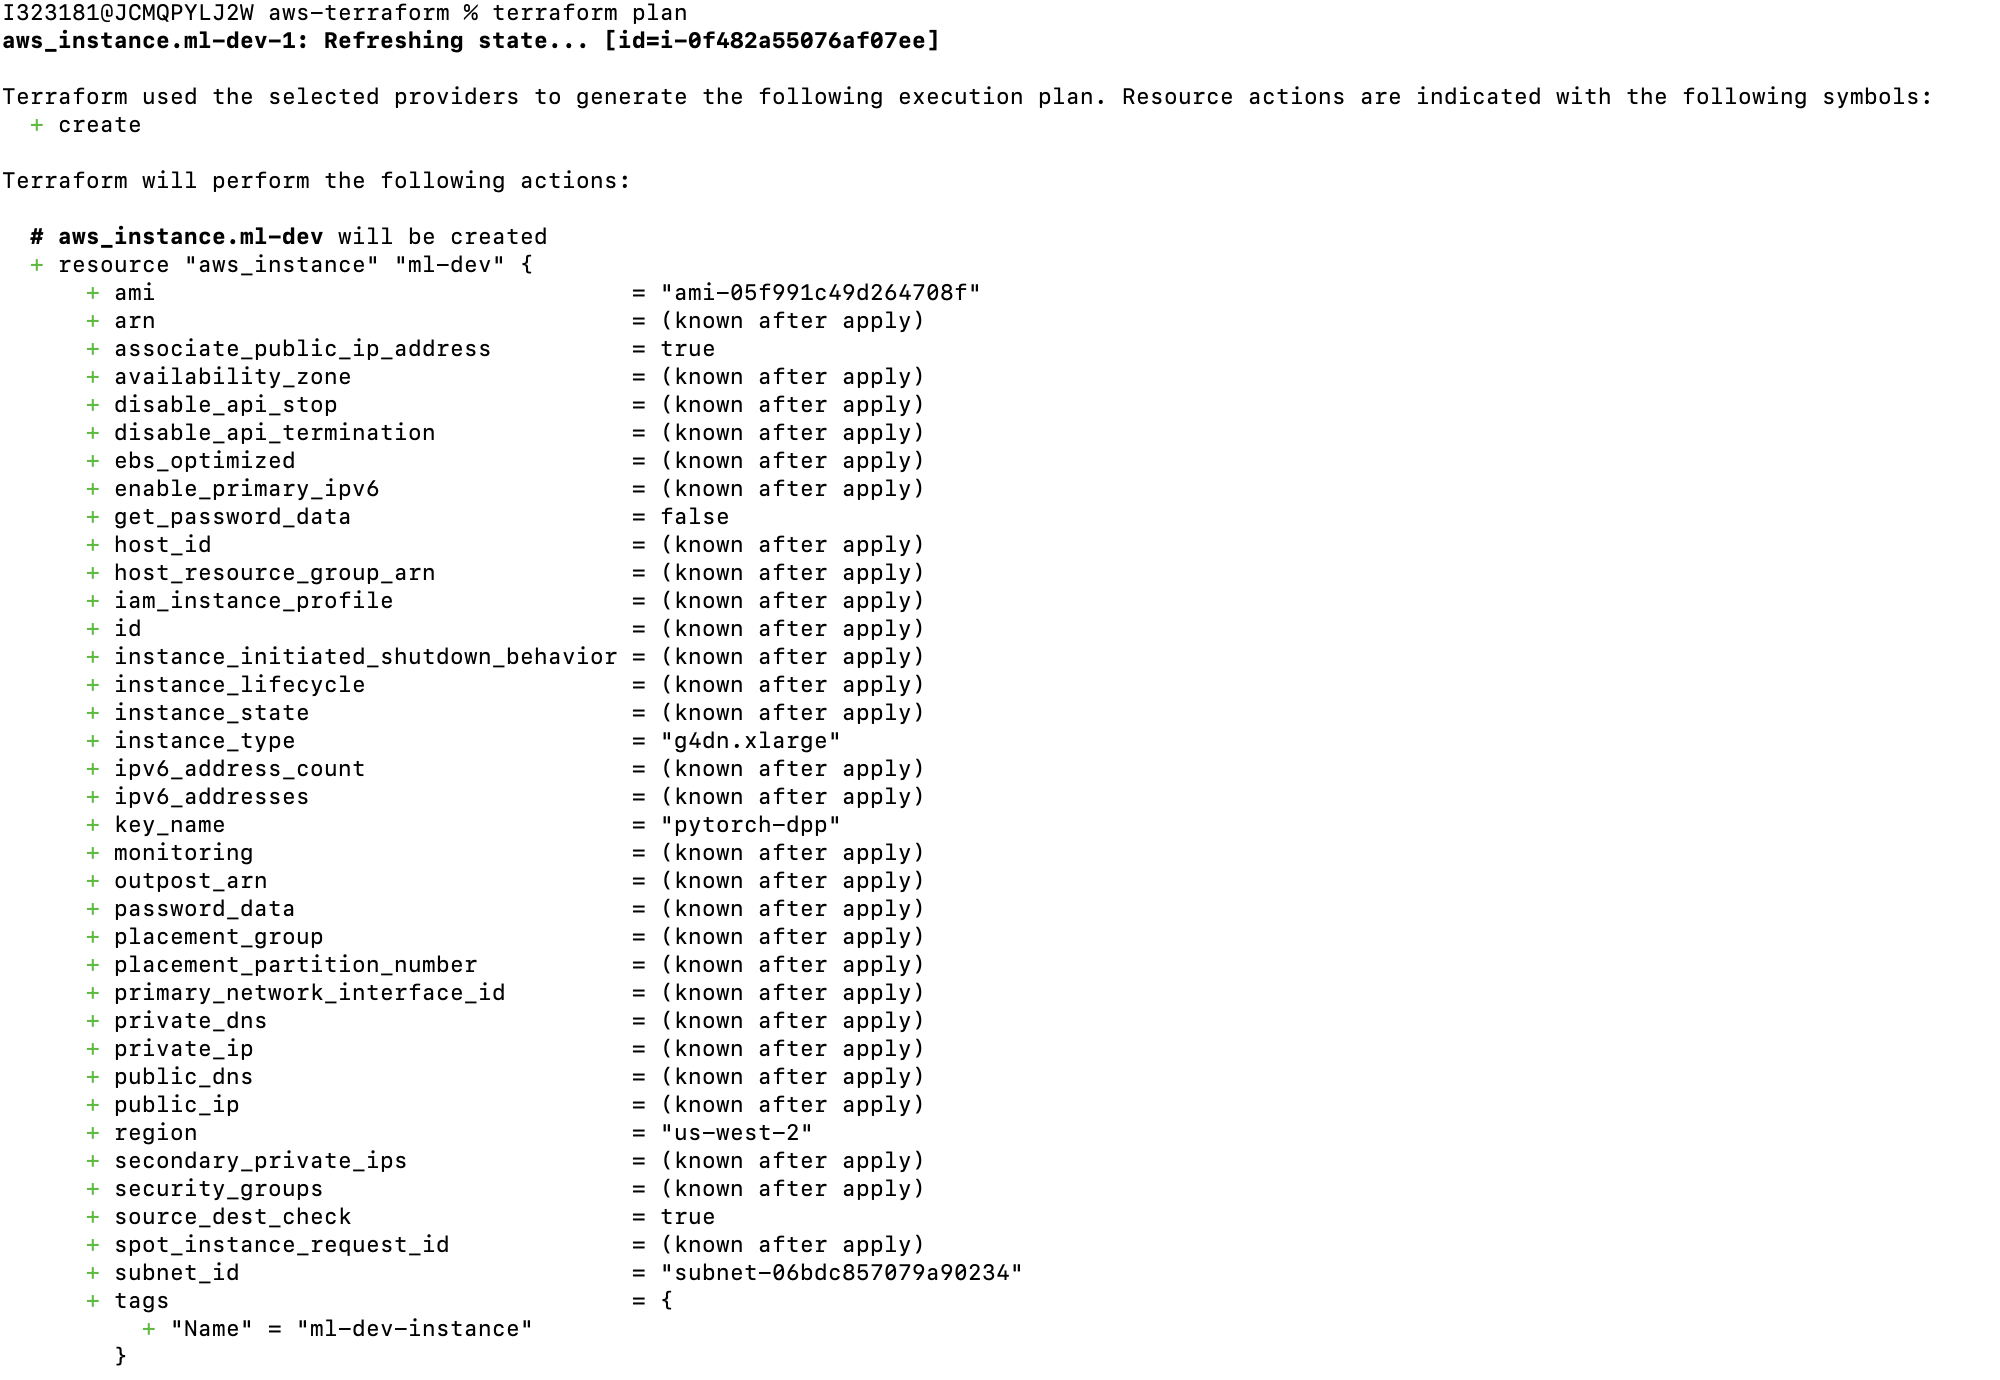 I323181@JCMQPYLJ2W aws-terraform % terraform plan
aws_instance.ml-dev-1: Refreshing state... [id=i-0f482a55076af07ee]
Terraform used the selected providers to generate the following execution plan. Resource actions are indicated with the following symbols:
  + create
Terraform will perform the following actions:
  # aws_instance.ml-dev will be created
  + resource "aws_instance" "ml-dev" {
      + ami                                  = "ami-05f991c49d264708f"
      + arn                                  = (known after apply)
      + associate_public_ip_address          = true
      + availability_zone                    = (known after apply)
      + disable_api_stop                     = (known after apply)
      + disable_api_termination              = (known after apply)
      + ebs_optimized                        = (known after apply)
      + enable_primary_ipv6                  = (known after apply)
      + get_password_data                    = false
      + host_id                              = (known after apply)
      + host_resource_group_arn              = (known after apply)
      + iam_instance_profile                 = (known after apply)
      + id                                   = (known after apply)
      + instance_initiated_shutdown_behavior = (known after apply)
      + instance_lifecycle                   = (known after apply)
      + instance_state                       = (known after apply)
      + instance_type                        = "g4dn.xlarge"
      + ipv6_address_count                   = (known after apply)
      + ipv6_addresses                       = (known after apply)
      + key_name                             = "pytorch-dpp"
      + monitoring                           = (known after apply)
      + outpost_arn                          = (known after apply)
      + password_data                        = (known after apply)
      + placement_group                      = (known after apply)
      + placement_partition_number           = (known after apply)
      + primary_network_interface_id         = (known after apply)
      + private_dns                          = (known after apply)
      + private_ip                           = (known after apply)
      + public_dns                           = (known after apply)
      + public_ip                            = (known after apply)
      + region                               = "us-west-2"
      + secondary_private_ips                = (known after apply)
      + security_groups                      = (known after apply)
      + source_dest_check                    = true
      + spot_instance_request_id             = (known after apply)
      + subnet_id                            = "subnet-06bdc857079a90234"
      + tags                                 = {
          + "Name" = "ml-dev-instance"
        }